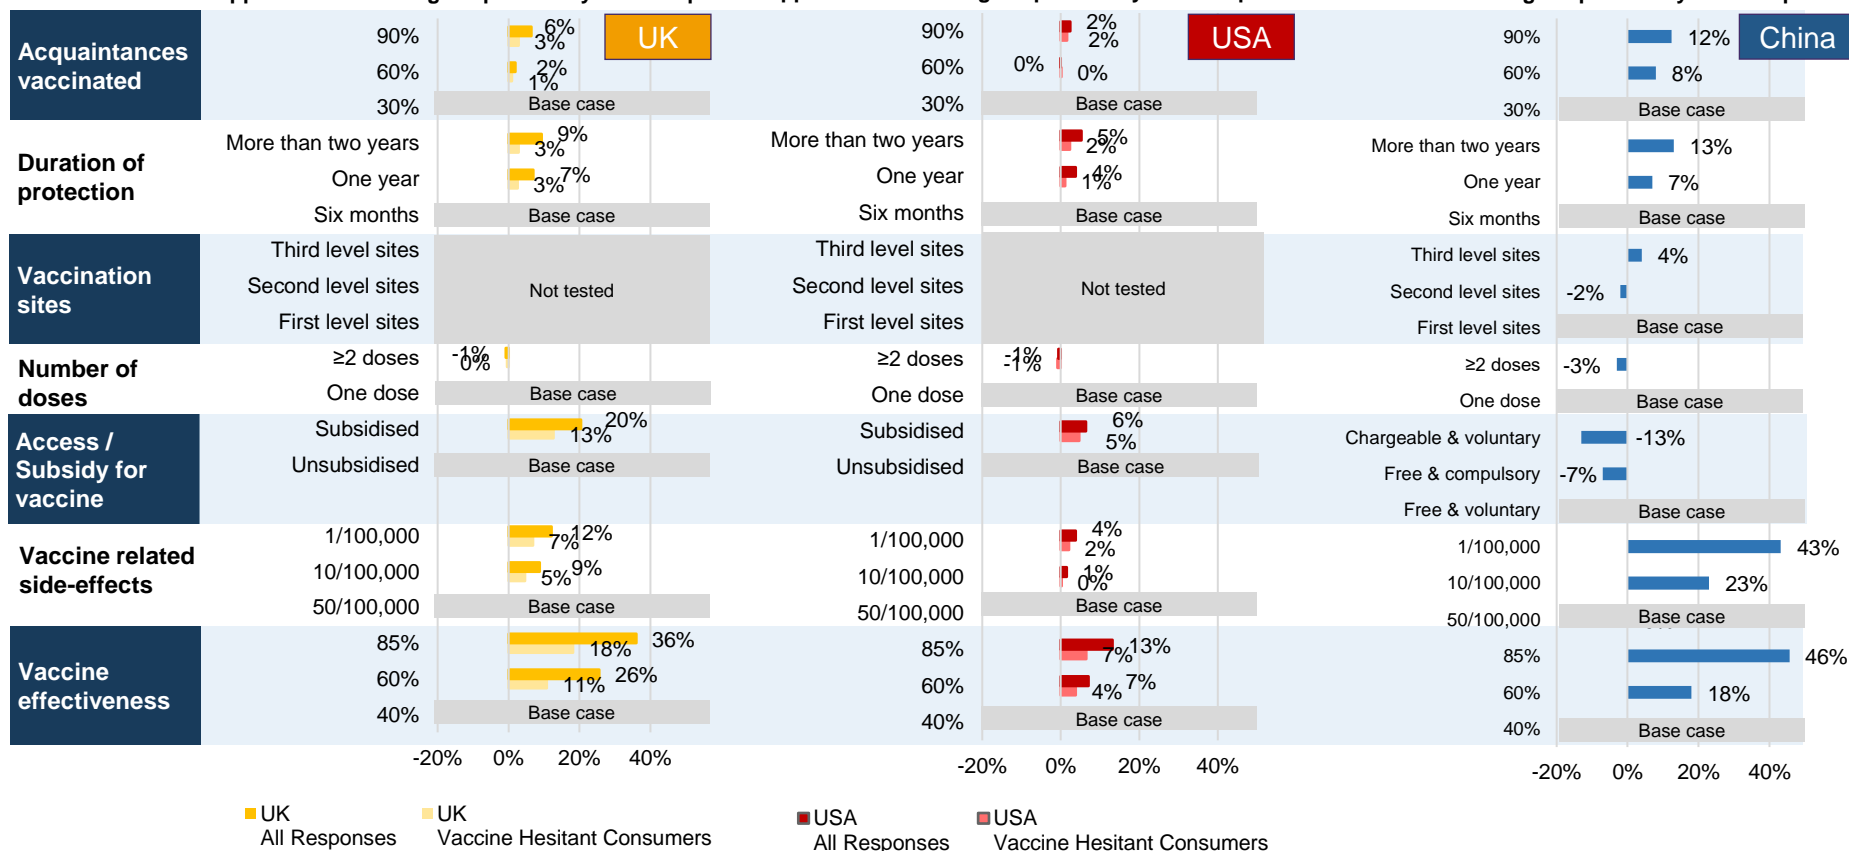 UK
USA
China
Acquaintances
vaccinated
90%
6%
3%
60%
2%
1%
30%
Base case
90%
2%
2%
60%
0%
0%
30%
Base case
90%
12%
60%
8%
30%
Base case
Duration of
protection
More than two years
9%
3%
One year
7%
3%
Six months
Base case
More than two years
5%
2%
One year
4%
1%
Six months
Base case
More than two years
13%
One year
7%
Six months
Base case
Vaccination
sites
Third level sites
Second level sites
First level sites
Not tested
Third level sites
Second level sites
First level sites
Not tested
Third level sites
4%
Second level sites
-2%
First level sites
Base case
Number of
doses
≥2 doses
-1%
0%
One dose
Base case
≥2 doses
-1%
-1%
One dose
Base case
≥2 doses
-3%
One dose
Base case
Access /
Subsidy for
vaccine
Subsidised
20%
13%
Unsubsidised
Base case
Subsidised
6%
5%
Unsubsidised
Base case
Chargeable & voluntary
-13%
Free & compulsory
-7%
Free & voluntary
Base case
Vaccine related
side-effects
1/100,000
12%
7%
10/100,000
9%
5%
50/100,000
Base case
1/100,000
4%
2%
10/100,000
1%
0%
50/100,000
Base case
1/100,000
43%
10/100,000
23%
50/100,000
Base case
Vaccine
effectiveness
85%
36%
18%
60%
26%
11%
40%
Base case
85%
13%
7%
60%
7%
4%
40%
Base case
85%
46%
60%
18%
40%
Base case
-20% 0% 20% 40%
-20% 0% 20% 40%
-20% 0% 20% 40%
UK
All Responses
UK
Vaccine Hesitant Consumers
USA
All Responses
USA
Vaccine Hesitant Consumers